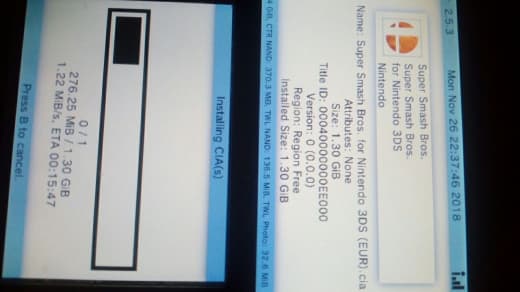 2.5.3 Mon Nov 26 22:37:46 2018
Super Smash Bros.
Super Smash Bros.
for Nintendo 3DS
Nintendo
Name: Super Smash Bros. for Nintendo 3DS (EUR).cia
Attributes: None
Size: 1.30 GiB
Title ID: 00040000000EE000
Version: 0 (0.0.0)
Region: Region Free
Installed Size: 1.30 GiB
GiB, CTR NAND: 370.3 MiB, TWL NAND: 136.5 MiB, TWL Photo: 32.6 MiB
Installing CIA(s)
0 / 1
276.25 MiB / 1.30 GiB
1.22 MiB/s, ETA 00:15:47
Press B to cancel.